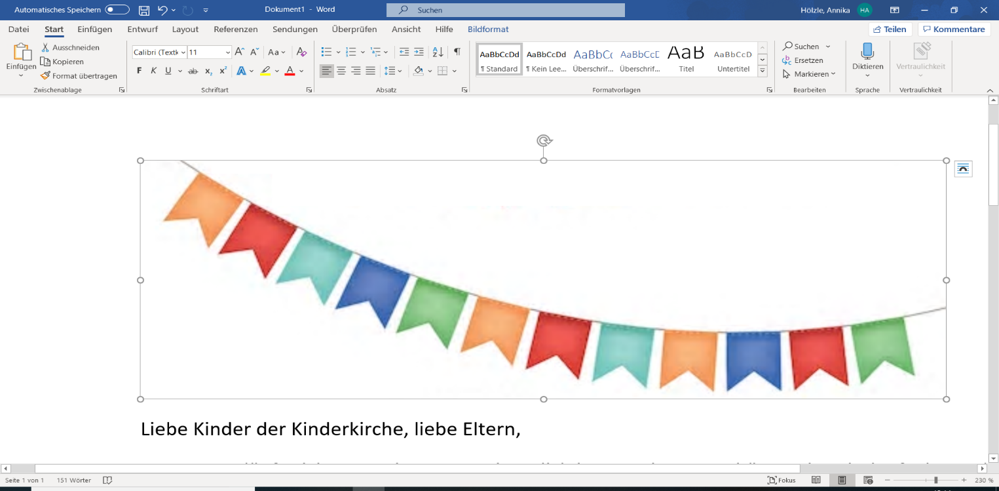 Automatisches Speichern
Dokument1 - Word
Suchen
Hölzle, Annika HA
Datei Start Einfügen Entwurf Layout Referenzen Sendungen Überprüfen Ansicht Hilfe Bildformat
Teilen Kommentare
Einfügen
Ausschneiden
Kopieren
Format übertragen
Zwischenablage
Calibri (Textk 11
A A Aa A
F K U ab x₂ x² A A
Schriftart
Absatz
AaBbCcDd AaBbCcDd AaBbCc AaBbCcD AaB AaBbCcD
¶ Standard ¶ Kein Lee... Überschrif... Überschrif... Titel Untertitel
Formatvorlagen
Suchen
Ersetzen
Markieren
Bearbeiten
Diktieren
Sprache
Vertraulichkeit
Vertraulichkeit
Liebe Kinder der Kinderkirche, liebe Eltern,
Seite 1 von 1 151 Wörter
Fokus
230 %